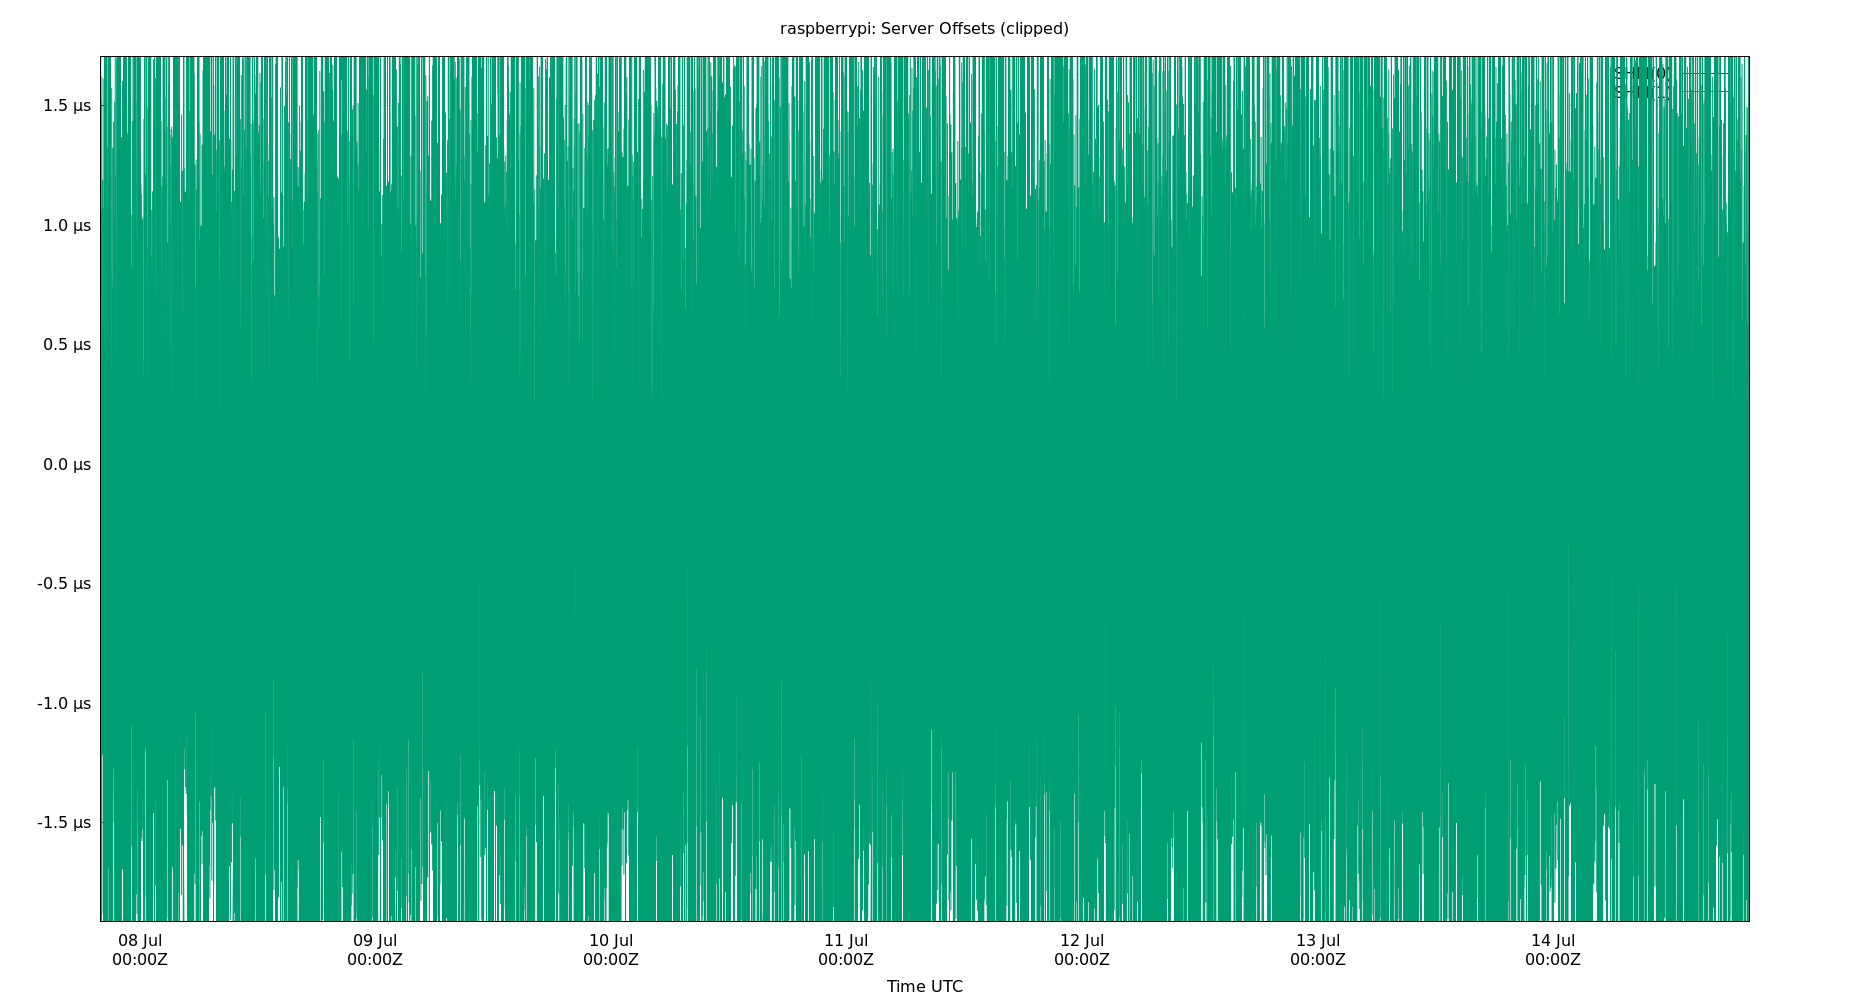 raspberrypi: Server Offsets (clipped)
1.5 µs
1.0 µs
0.5 µs
0.0 µs
-0.5 µs
-1.0 µs
-1.5 µs
08 Jul 09 Jul 10 Jul 11 Jul 12 Jul 13 Jul 14 Jul
00:00Z 00:00Z 00:00Z 00:00Z 00:00Z 00:00Z 00:00Z
Time UTC